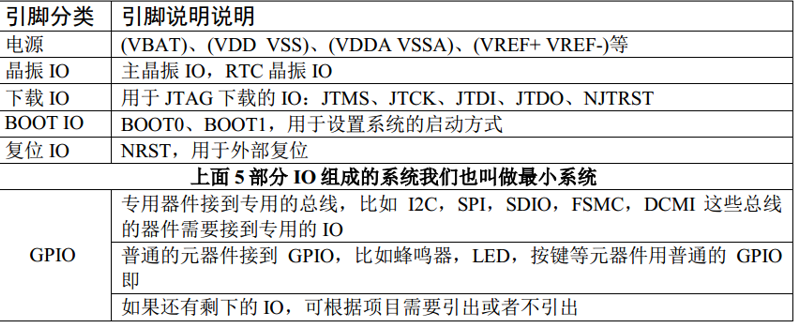 引脚分类 引脚说明说明
电源 (VBAT)、(VDD VSS)、(VDDA VSSA)、(VREF+ VREF-)等
晶振 IO 主晶振 IO，RTC 晶振 IO
下载 IO 用于 JTAG 下载的 IO：JTMS、JTCK、JTDI、JTDO、NJTRST
BOOT IO BOOT0、BOOT1，用于设置系统的启动方式
复位 IO NRST，用于外部复位
上面 5 部分 IO 组成的系统我们也叫做最小系统
专用器件接到专用的总线，比如 I2C，SPI，SDIO，FSMC，DCMI 这些总线
的器件需要接到专用的 IO
GPIO 普通的元器件接到 GPIO，比如蜂鸣器，LED，按键等元器件用普通的 GPIO
即
如果还有剩下的 IO，可根据项目需要引出或者不引出